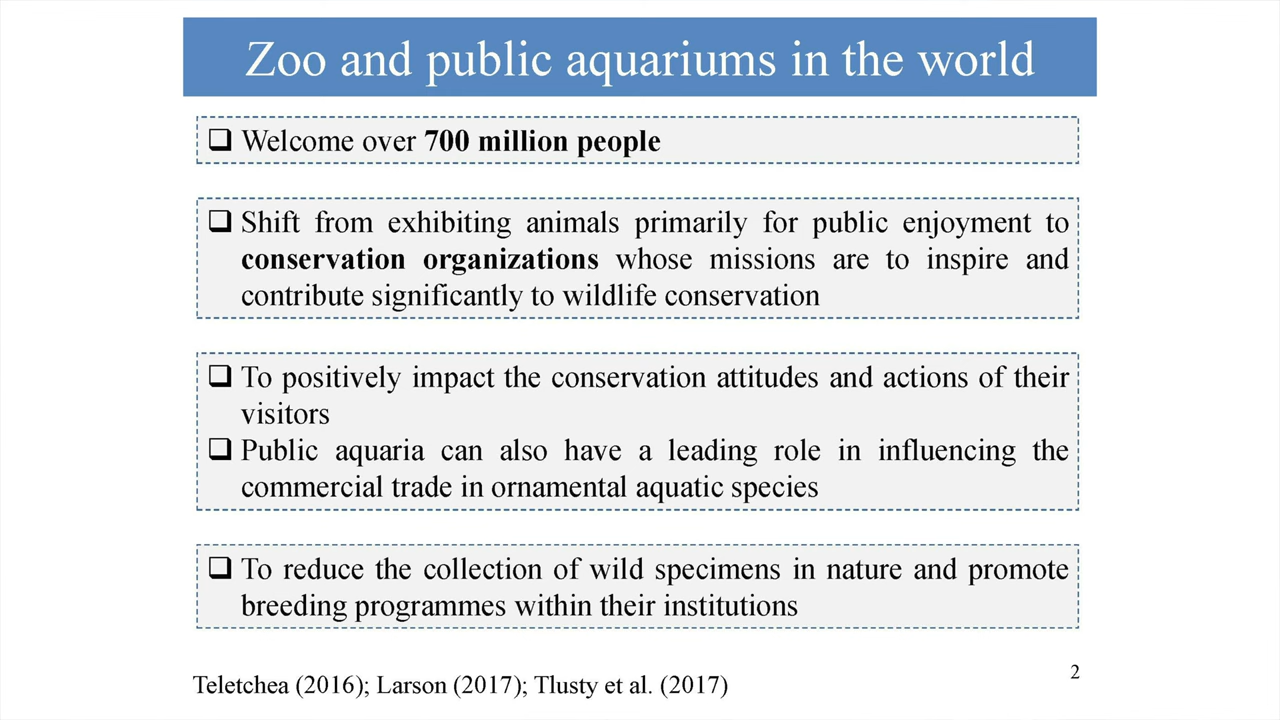 Zoo and public aquariums in the world
❑ Welcome over 700 million people
❑ Shift from exhibiting animals primarily for public enjoyment to
conservation organizations whose missions are to inspire and
contribute significantly to wildlife conservation
❑ To positively impact the conservation attitudes and actions of their
visitors
❑ Public aquaria can also have a leading role in influencing the
commercial trade in ornamental aquatic species
❑ To reduce the collection of wild specimens in nature and promote
breeding programmes within their institutions
Teletchea (2016); Larson (2017); Tlusty et al. (2017)
2